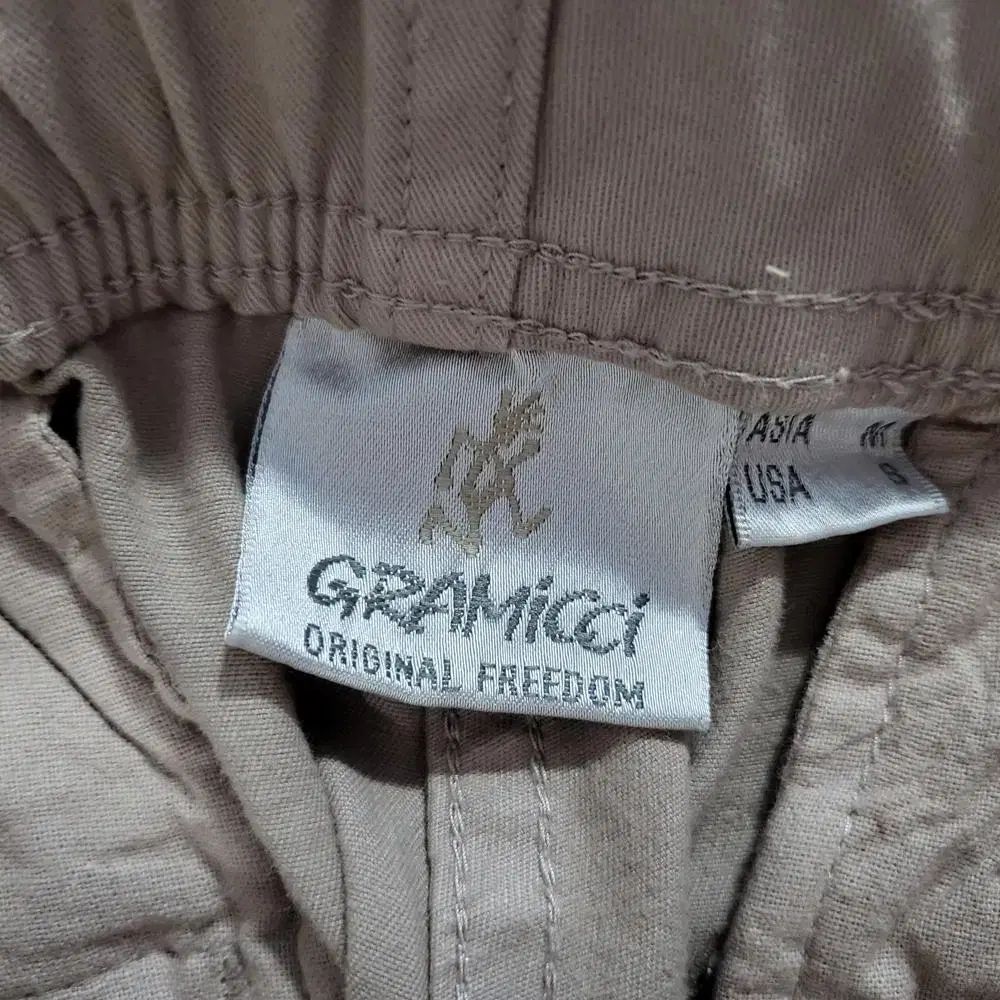 GRAMiCCi
ORIGINAL FREEDOM
ASIA M
USA S